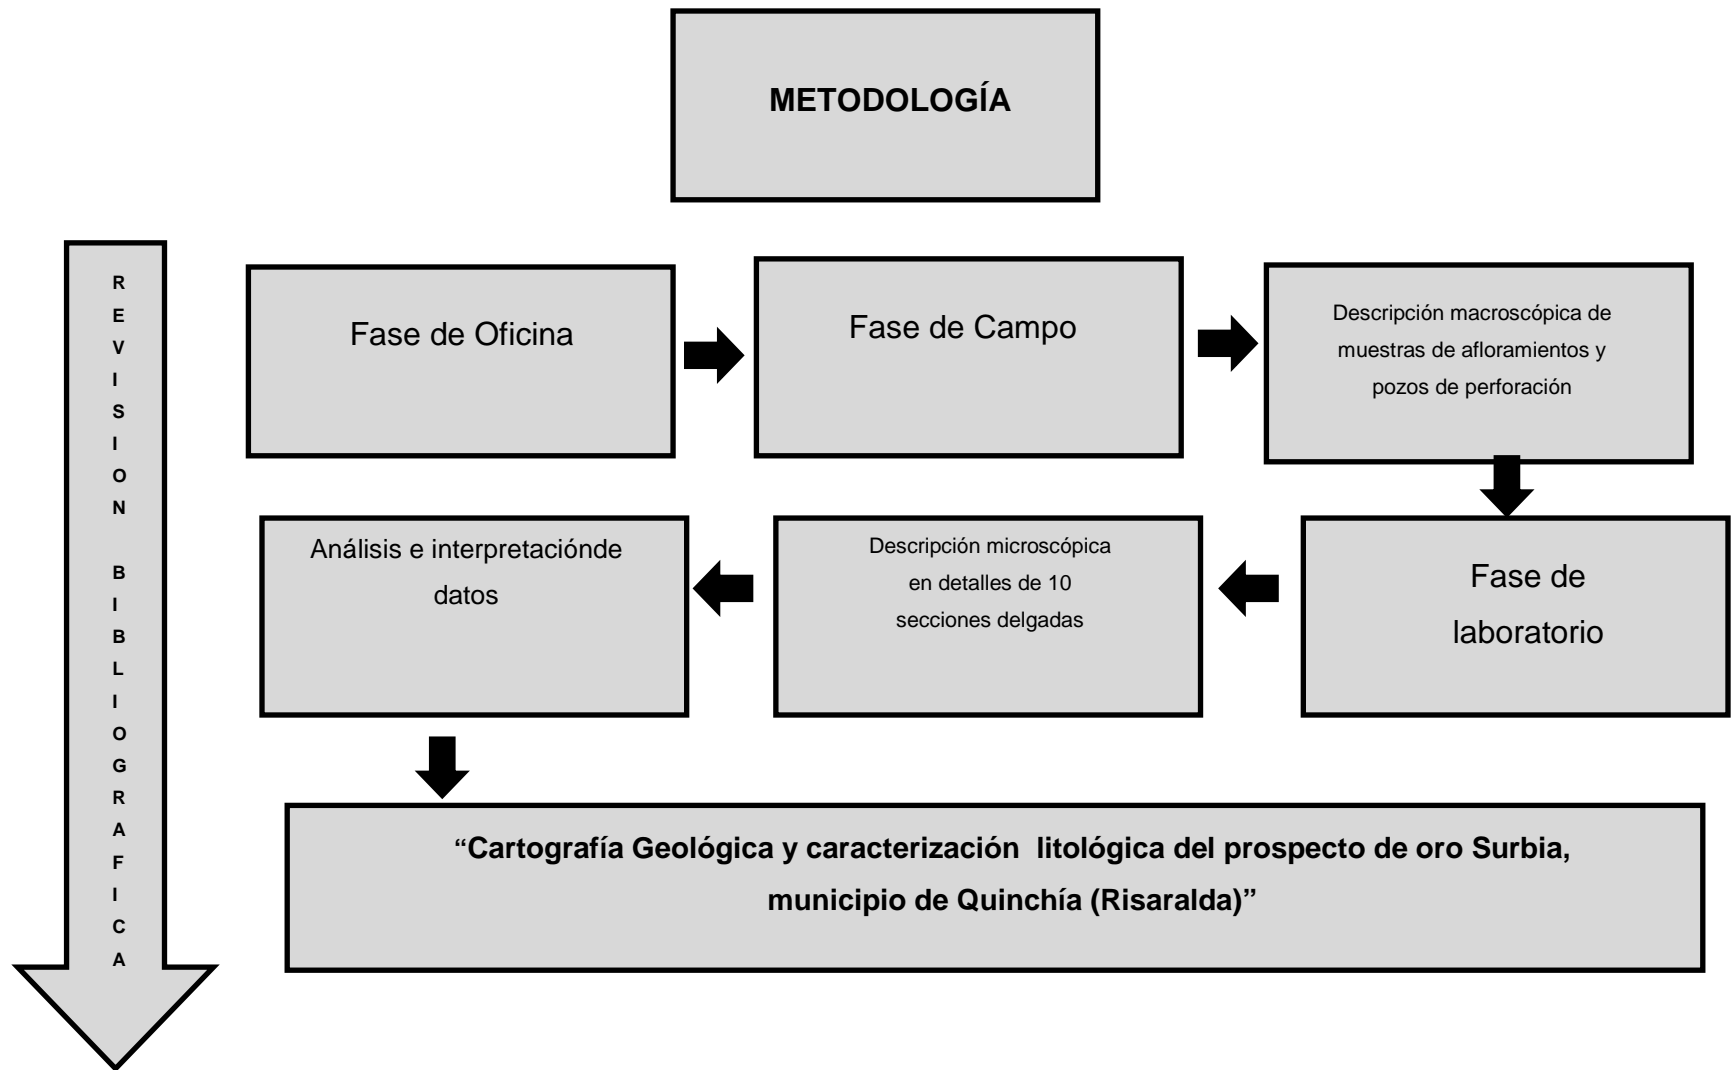 METODOLOGÍA
REVISION BIBLIOGRAFICA
Fase de Oficina
Fase de Campo
Descripción macroscópica de
muestras de afloramientos y
pozos de perforación
Fase de
laboratorio
Descripción microscópica
en detalles de 10
secciones delgadas
Análisis e interpretaciónde
datos
“Cartografía Geológica y caracterización  litológica del prospecto de oro Surbia,
municipio de Quinchía (Risaralda)”